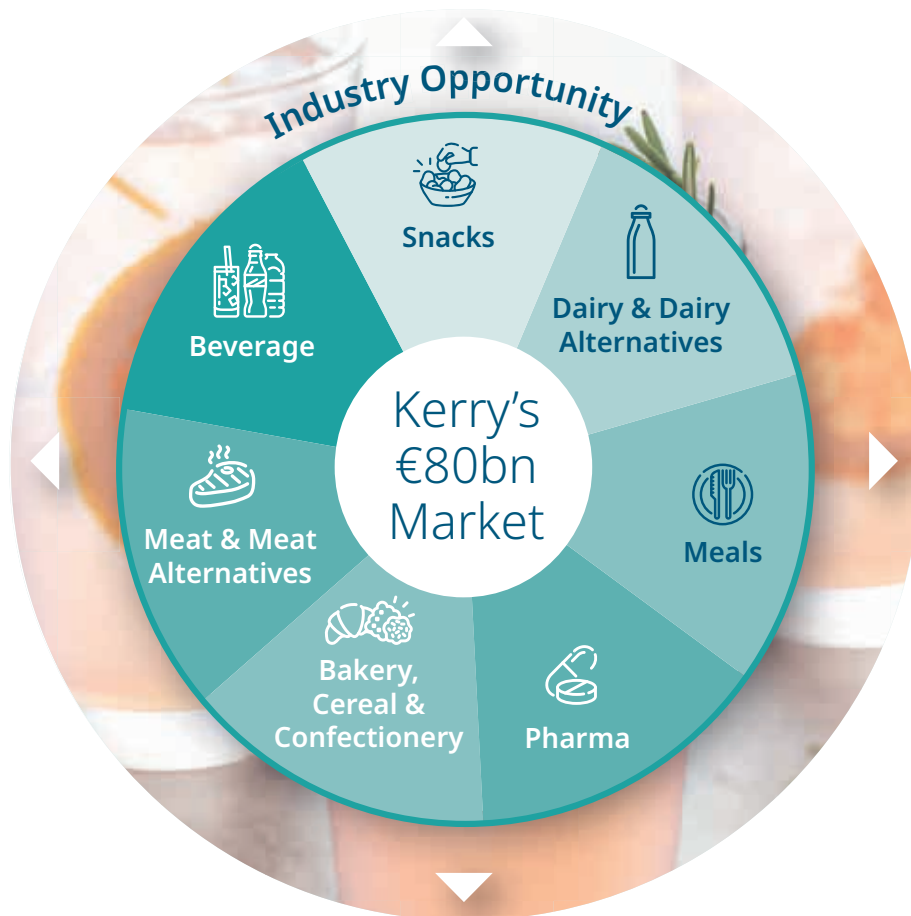 Industry Opportunity
Snacks
Dairy & Dairy
Alternatives
Beverage
Kerry’s
€80bn
Market
Meals
Meat & Meat
Alternatives
Bakery,
Cereal &
Confectionery
Pharma